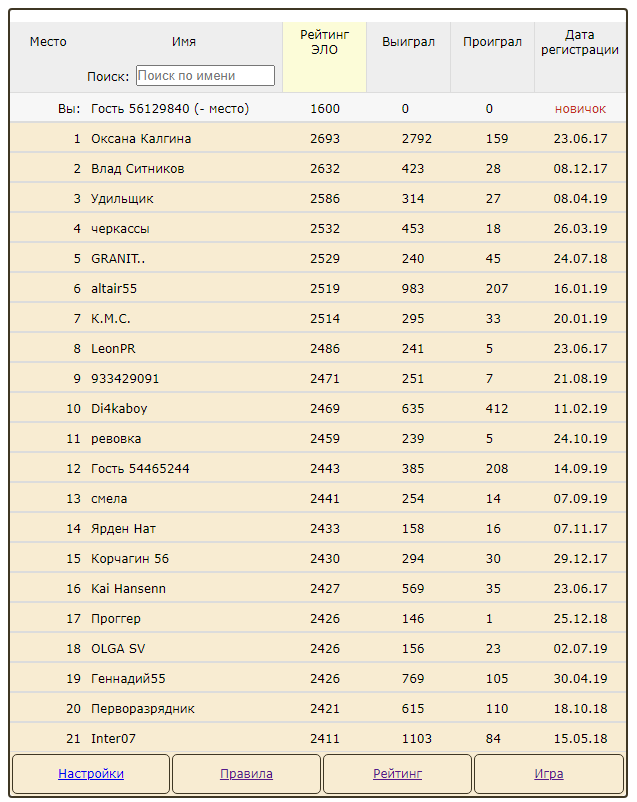 Место Имя Рейтинг ЭЛО Выиграл Проиграл Дата регистрации
Поиск: Поиск по имени
Вы: Гость 56129840 (- место) 1600 0 0 новичок
1 Оксана Калгина 2693 2792 159 23.06.17
2 Влад Ситников 2632 423 28 08.12.17
3 Удильщик 2586 314 27 08.04.19
4 черкассы 2532 453 18 26.03.19
5 GRANIT.. 2529 240 45 24.07.18
6 altair55 2519 983 207 16.01.19
7 К.М.С. 2514 295 33 20.01.19
8 LeonPR 2486 241 5 23.06.17
9 933429091 2471 251 7 21.08.19
10 Di4kaboy 2469 635 412 11.02.19
11 ревовка 2459 239 5 24.10.19
12 Гость 54465244 2443 385 208 14.09.19
13 смела 2441 254 14 07.09.19
14 Ярден Нат 2433 158 16 07.11.17
15 Корчагин 56 2430 294 30 29.12.17
16 Kai Hansenn 2427 569 35 23.06.17
17 Проггер 2426 146 1 25.12.18
18 OLGA SV 2426 156 23 02.07.19
19 Геннадий55 2426 769 105 30.04.19
20 Перворазрядник 2421 615 110 18.10.18
21 Inter07 2411 1103 84 15.05.18
Настройки Правила Рейтинг Игра